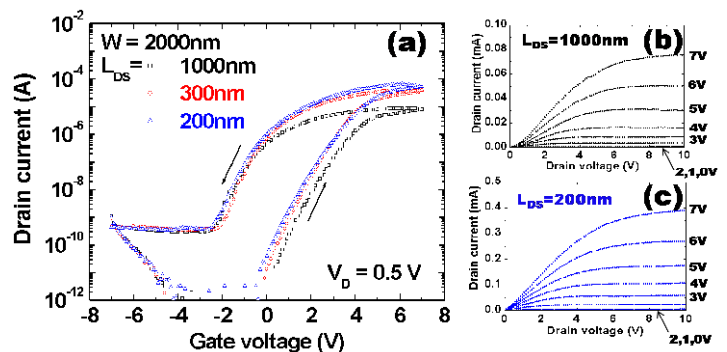 (a)
W = 2000nm
L_DS= 1000nm
300nm
200nm
V_D = 0.5 V
Drain current (A)
10^-2
10^-4
10^-6
10^-8
10^-10
10^-12
-8 -6 -4 -2 0 2 4 6 8
Gate voltage (V)
(b)
L_DS=1000nm
Drain current (mA)
0.10
0.08
0.06
0.04
0.02
0.00
7V
6V
5V
4V
3V
2,1,0V
0 2 4 6 8 10
Drain voltage (V)
(c)
L_DS=200nm
Drain current (mA)
0.5
0.4
0.3
0.2
0.1
0.0
7V
6V
5V
4V
3V
2,1,0V
0 2 4 6 8 10
Drain voltage (V)